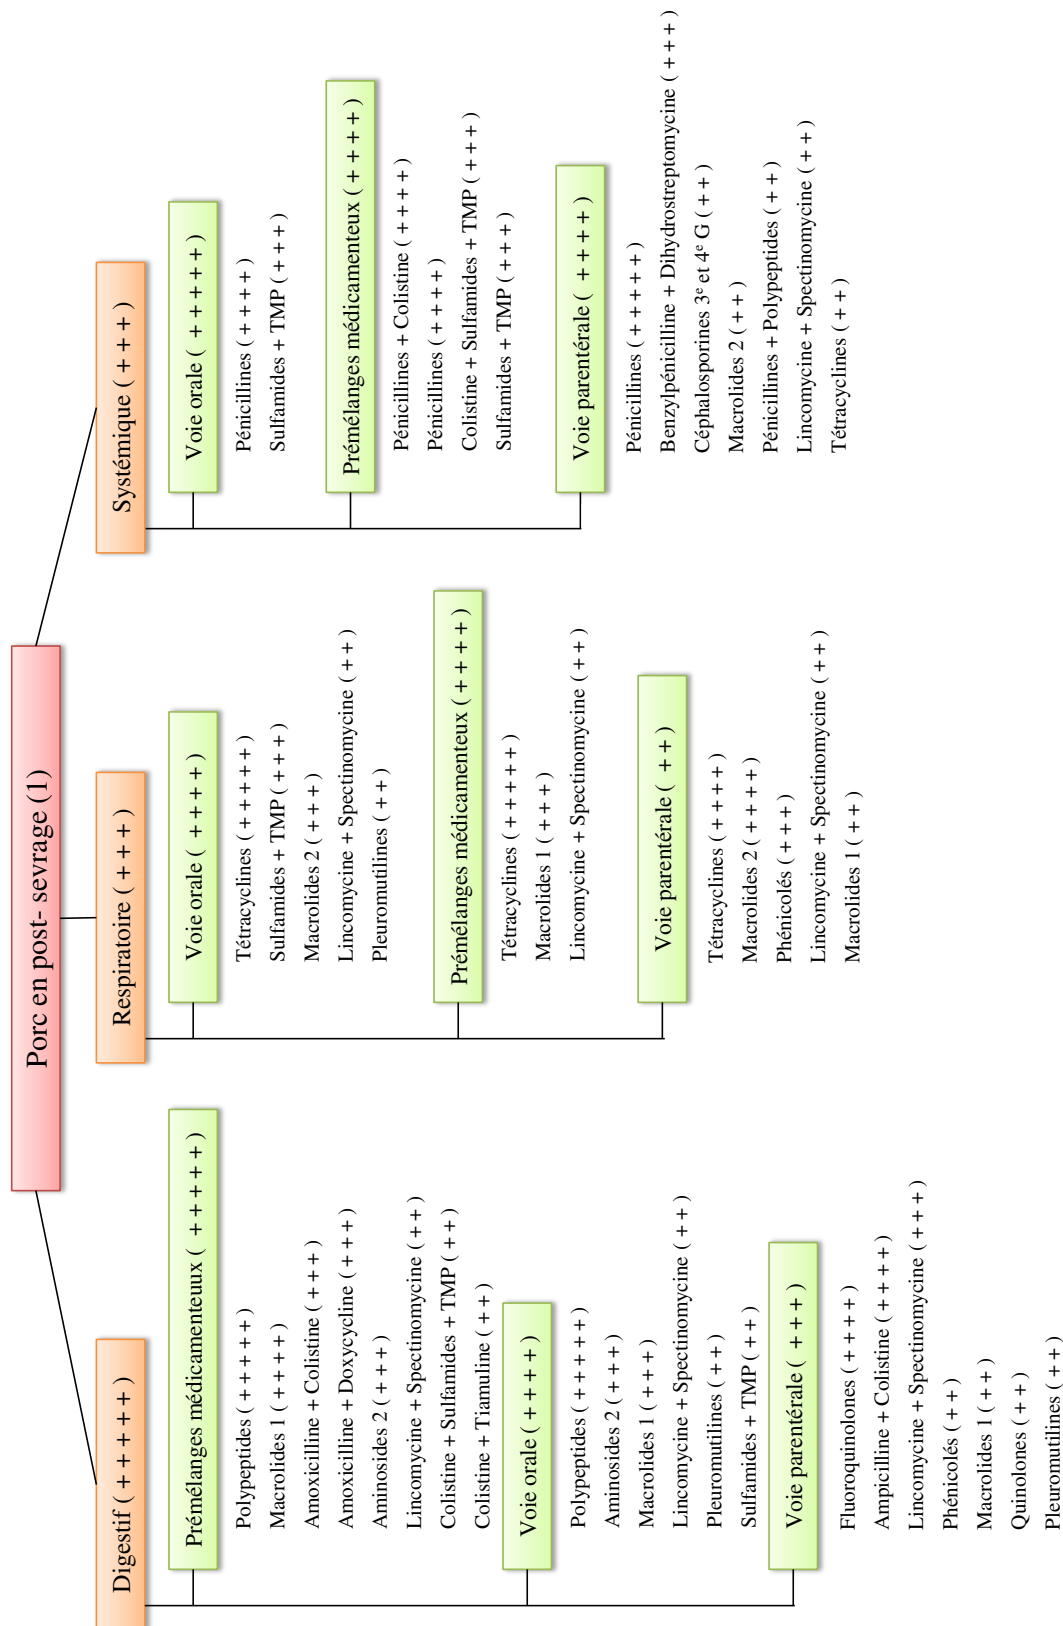 Porc en post- sevrage (1)
Digestif ( + + + + + )
Prémélanges médicamenteuux ( + + + + + )
Polypeptides ( + + + + + )
Macrolides 1 ( + + + + )
Amoxicilline + Colistine ( + + + )
Amoxicilline + Doxycycline ( + + + )
Aminosides 2 ( + + + )
Lincomycine + Spectinomycine ( + + )
Colistine + Sulfamides + TMP ( + + )
Colistine + Tiamuline ( + + )
Voie orale ( + + + + )
Polypeptides ( + + + + + )
Aminosides 2 ( + + + )
Macrolides 1 ( + + + )
Lincomycine + Spectinomycine ( + + )
Pleuromutilines ( + + )
Sulfamides + TMP ( + + )
Voie parentérale ( + + + )
Fluoroquinolones ( + + + + )
Ampicilline + Colistine ( + + + + )
Lincomycine + Spectinomycine ( + + + )
Phénicolés ( + + )
Macrolides 1 ( + + )
Quinolones ( + + )
Pleuromutilines ( + + )
Respiratoire ( + + + )
Voie orale ( + + + + )
Tétracyclines ( + + + + + )
Sulfamides + TMP ( + + + )
Macrolides 2 ( + + + )
Lincomycine + Spectinomycine ( + + )
Pleuromutilines ( + + )
Prémélanges médicamenteux ( + + + + )
Tétracyclines ( + + + + + )
Macrolides 1 ( + + + )
Lincomycine + Spectinomycine ( + + )
Voie parentérale ( + + )
Tétracyclines ( + + + + )
Macrolides 2 ( + + + + )
Phénicolés ( + + + )
Lincomycine + Spectinomycine ( + + )
Macrolides 1 ( + + )
Systémique ( + + + )
Voie orale ( + + + + + )
Pénicillines ( + + + + )
Sulfamides + TMP ( + + + )
Prémélanges médicamenteux ( + + + + )
Pénicillines + Colistine ( + + + + )
Pénicillines ( + + + + )
Colistine + Sulfamides + TMP ( + + + )
Sulfamides + TMP ( + + + )
Voie parentérale ( + + + + )
Pénicillines ( + + + + + )
Benzylpénicilline + Dihydrostreptomycine ( + + + )
Céphalosporines 3ᵉ et 4ᵉ G ( + + )
Macrolides 2 ( + + )
Pénicillines + Polypeptides ( + + )
Lincomycine + Spectinomycine ( + + )
Tétracyclines ( + + )